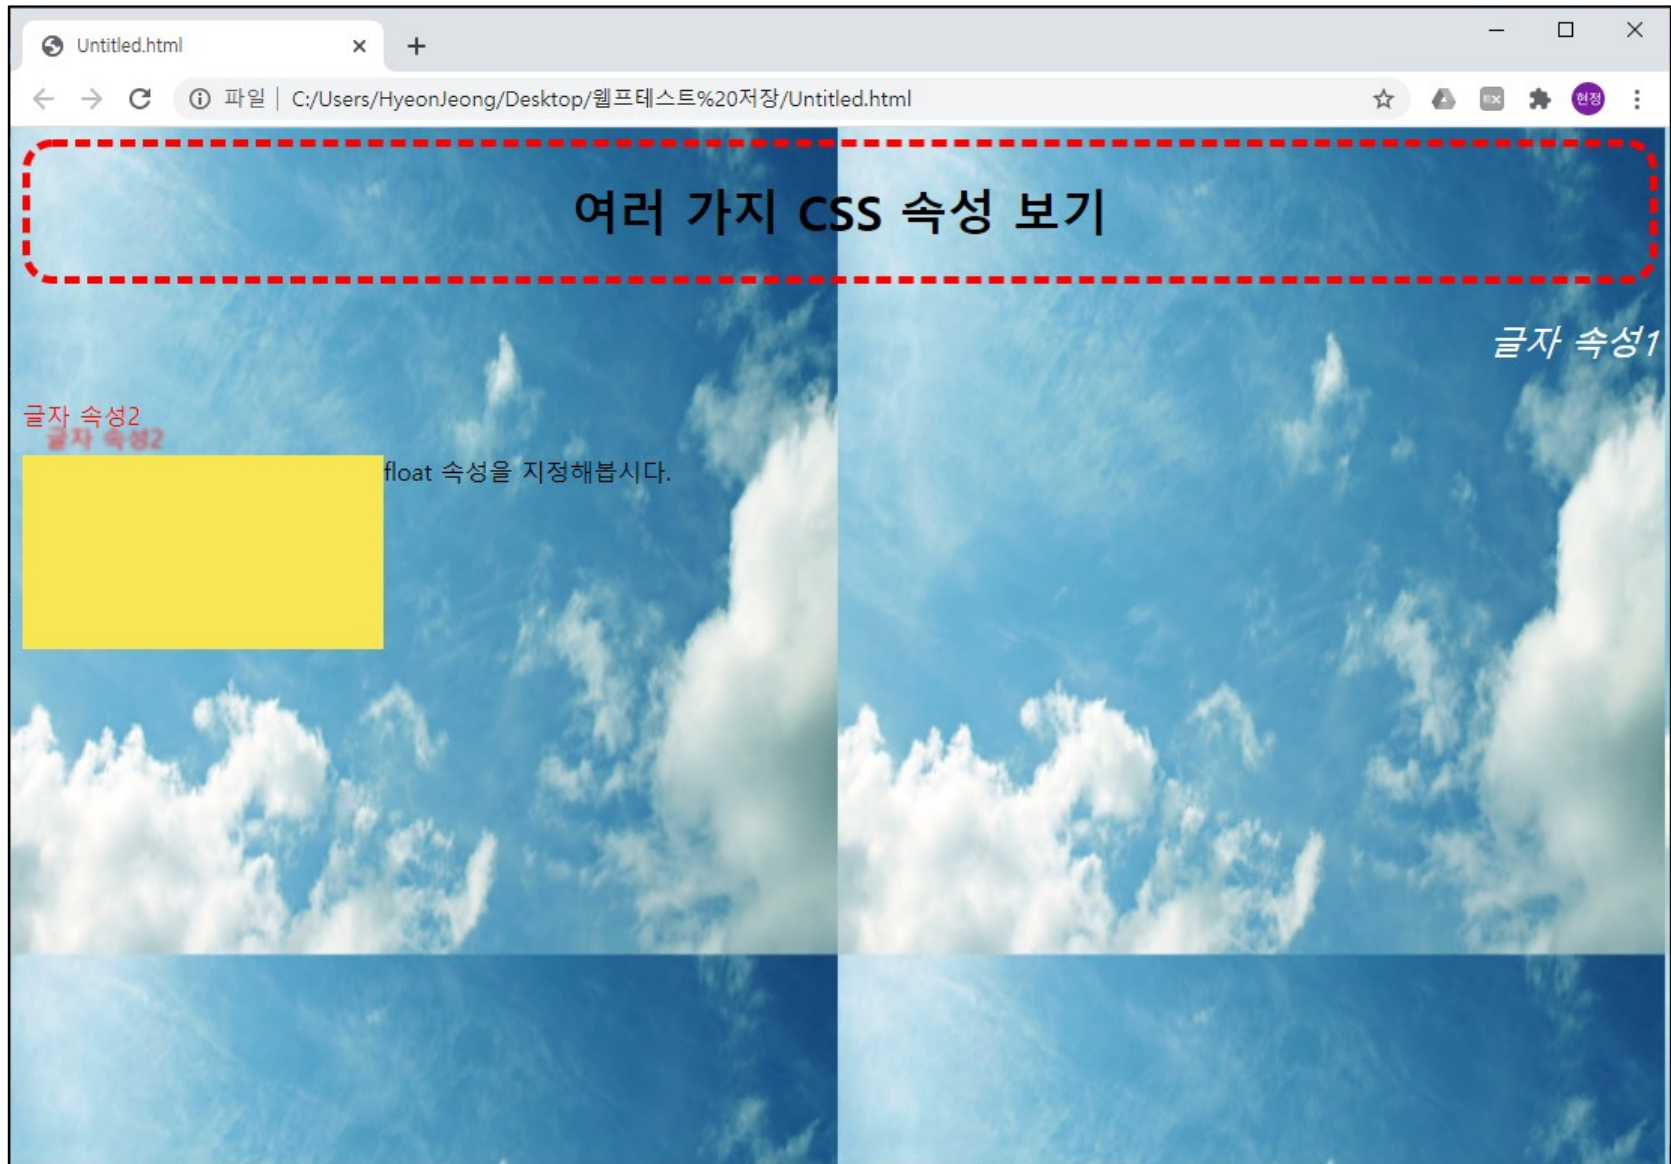 Untitled.html
파일 C:/Users/HyeonJeong/Desktop/웹프테스트%20저장/Untitled.html
현정
여러 가지 CSS 속성 보기
글자 속성1
글자 속성2
글자 속성2
float 속성을 지정해봅시다.